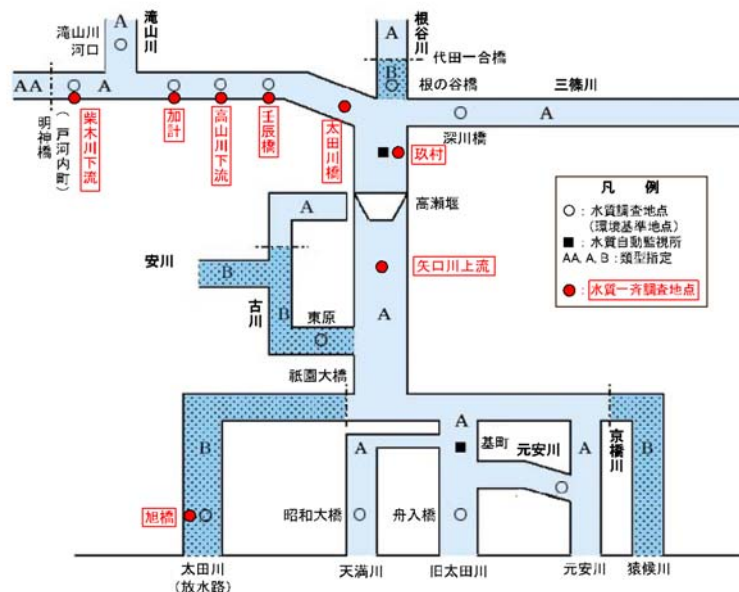 滝山川
河口
滝山川
根谷川
代田一合橋
根の谷橋
三篠川
A
A
B
AA
A
A
明神橋
(戸河内町)
柴木川下流
加計
高山川下流
壬辰橋
太田川橋
深川橋
玖村
高瀬堰
凡 例
○ : 水質調査地点
(環境基準地点)
■ : 水質自動監視所
AA, A, B : 類型指定
● : 水質一斉調査地点
A
安川
B
古川
B
東原
矢口川上流
A
祇園大橋
B
A
A
基町
元安川
A
京橋川
B
旭橋
昭和大橋
舟入橋
太田川
(放水路)
天満川
旧太田川
元安川
猿候川